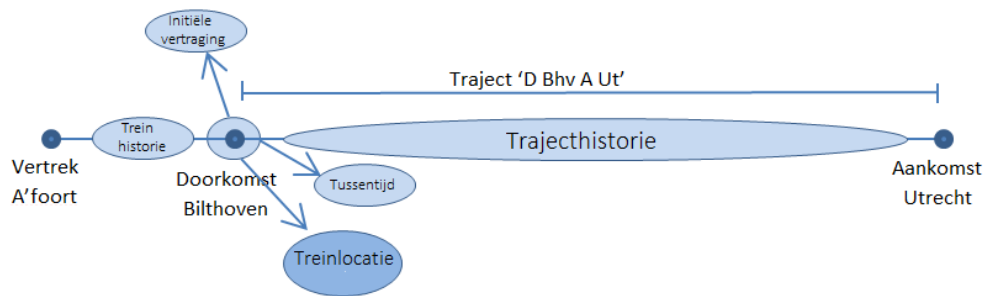 Initiële
vertraging
Traject ‘D Bhv A Ut’
Trein
historie
Trajecthistorie
Vertrek
A’foort
Doorkomst
Bilthoven
Tussentijd
Aankomst
Utrecht
Treinlocatie